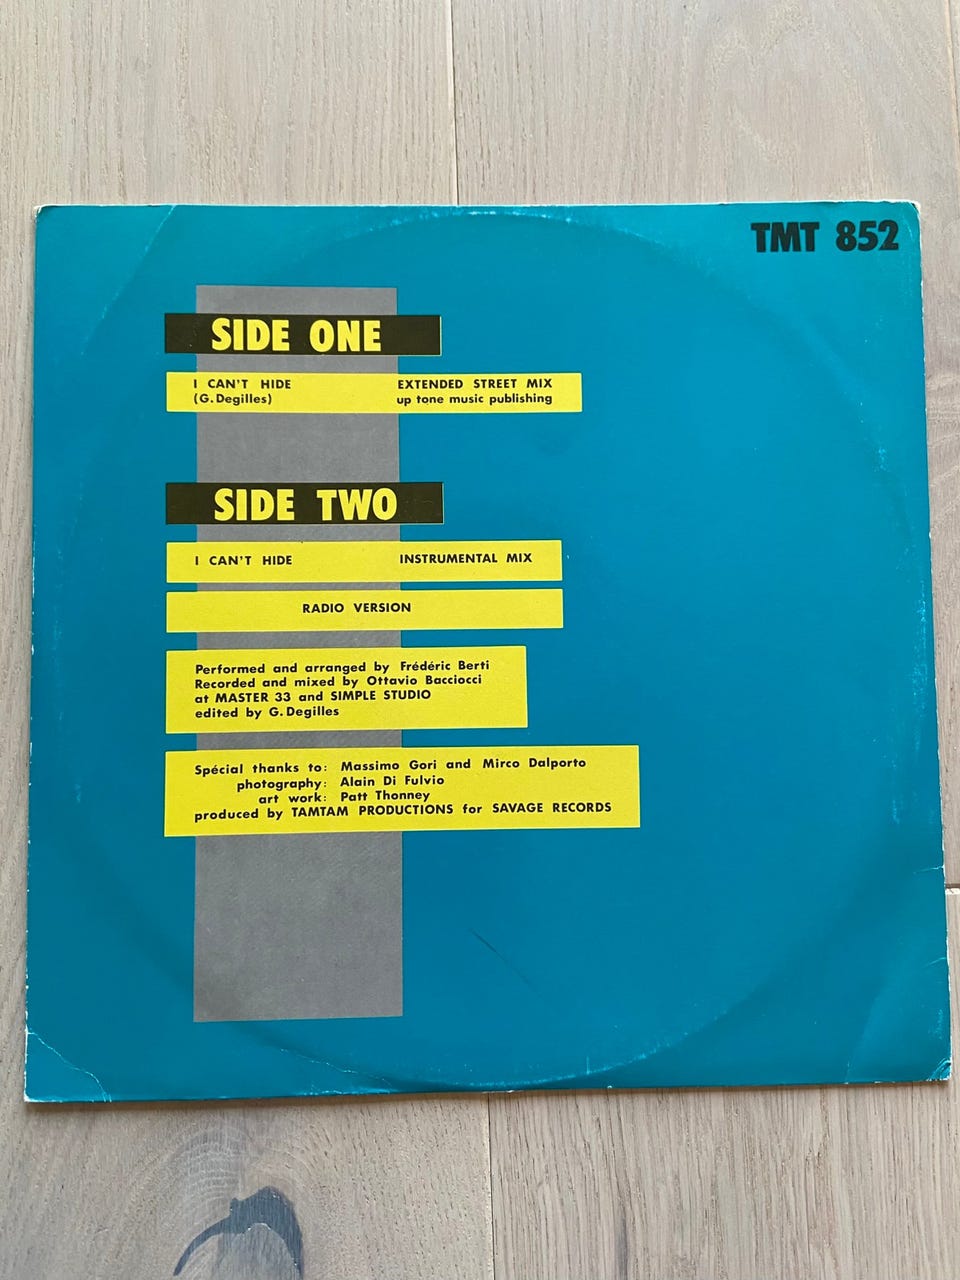 TMT 852
SIDE ONE
I CAN'T HIDE EXTENDED STREET MIX
(G.Degilles) up tone music publishing
SIDE TWO
I CAN'T HIDE INSTRUMENTAL MIX
RADIO VERSION
Performed and arranged by Frédéric Berti
Recorded and mixed by Ottavio Bacciocci
at MASTER 33 and SIMPLE STUDIO
edited by G.Degilles
Spécial thanks to: Massimo Gori and Mirco Dalporto
photography: Alain Di Fulvio
art work: Patt Thonney
produced by TAMTAM PRODUCTIONS for SAVAGE RECORDS